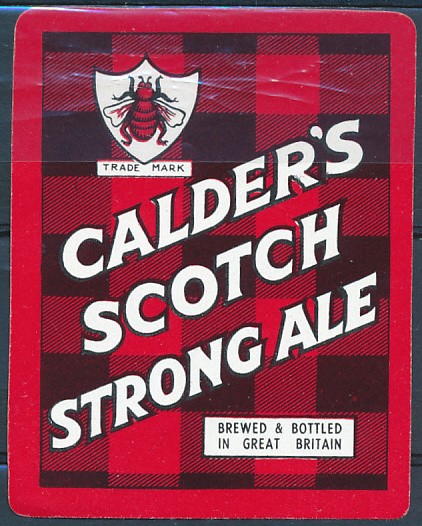 TRADE MARK
CALDER'S
SCOTCH
STRONG ALE
BREWED & BOTTLED
IN GREAT BRITAIN